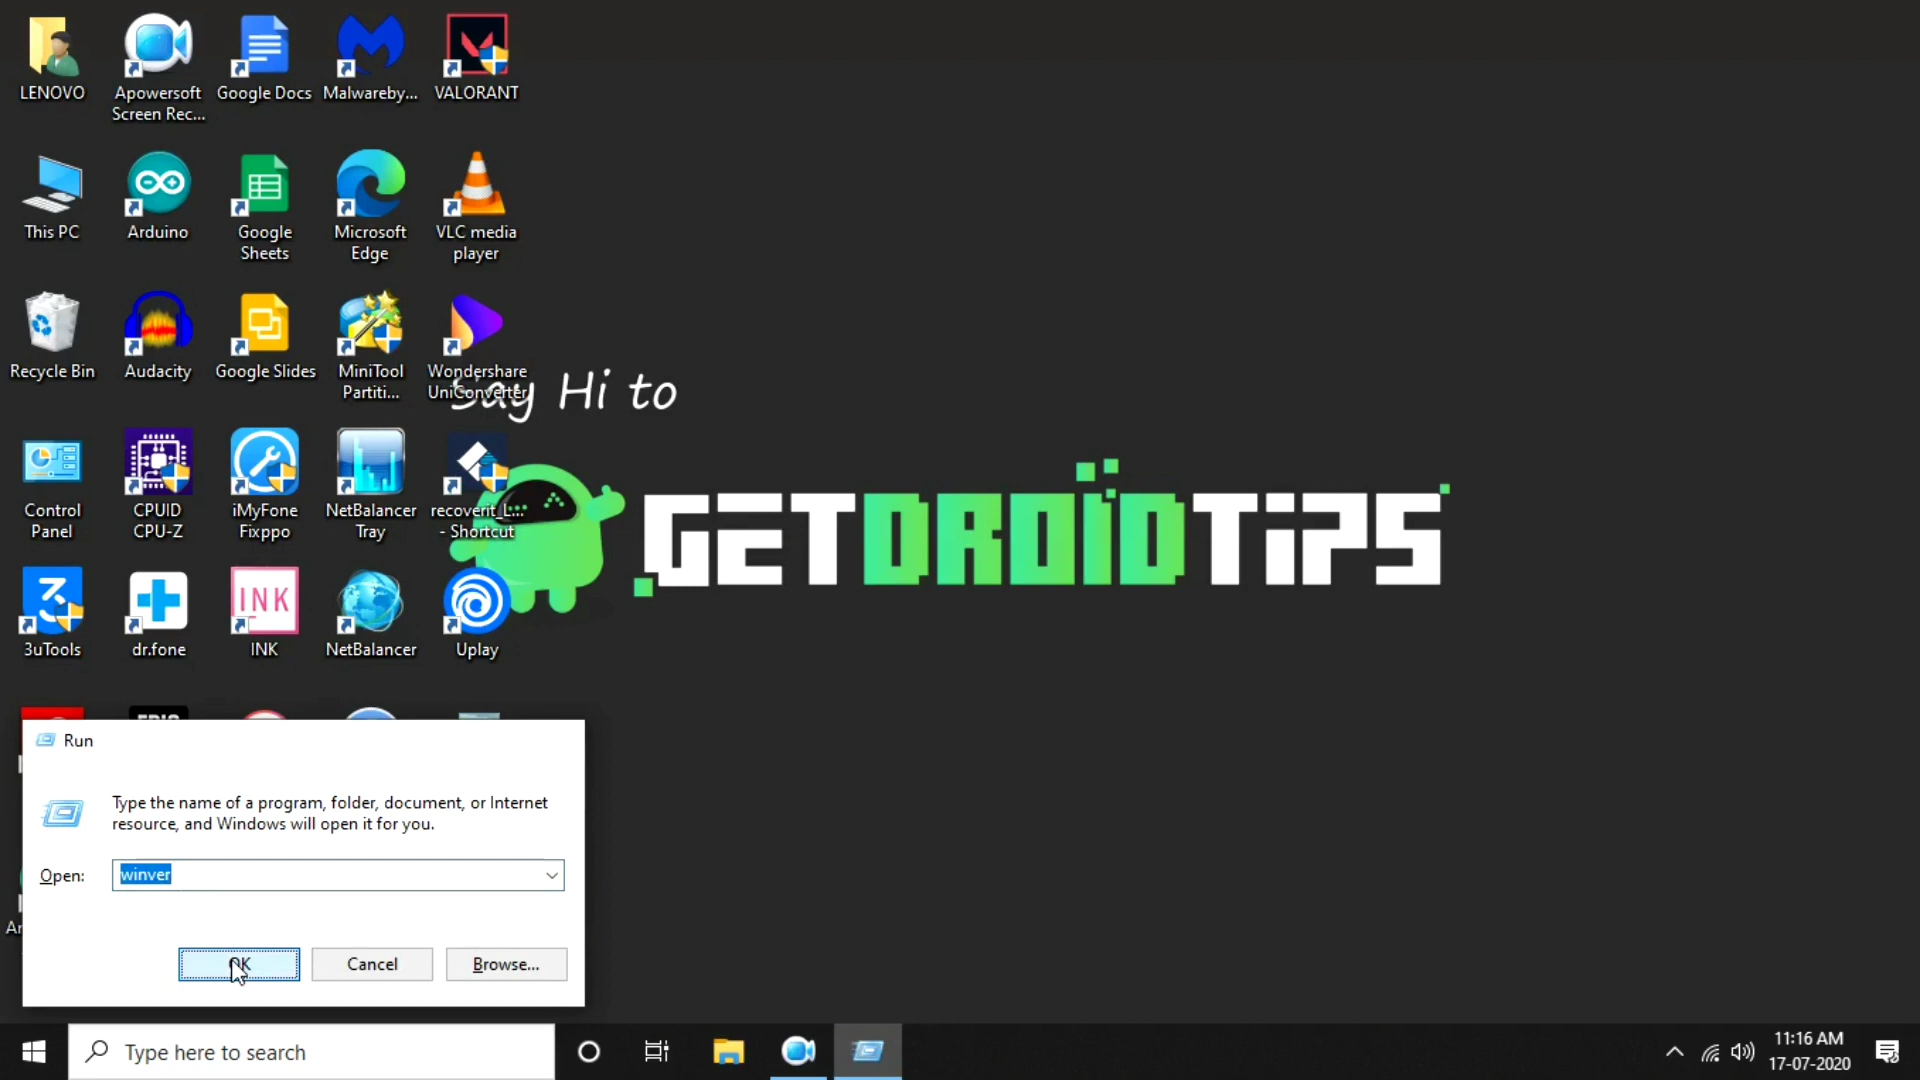 LENOVO
Apowersoft
Screen Rec...
Google Docs
Malwareby...
VALORANT
This PC
Arduino
Google
Sheets
Microsoft
Edge
VLC media
player
Recycle Bin
Audacity
Google Slides
MiniTool
Partiti...
Wondershare
UniConverter
Say Hi to
Control
Panel
CPUID
CPU-Z
iMyFone
Fixppo
NetBalancer
Tray
recoverit_L...
- Shortcut
GETDROIDTiPS
3uTools
dr.fone
INK
INK
NetBalancer
Uplay
Run
Type the name of a program, folder, document, or Internet
resource, and Windows will open it for you.
Open:
winver
OK
Cancel
Browse...
Type here to search
11:16 AM
17-07-2020